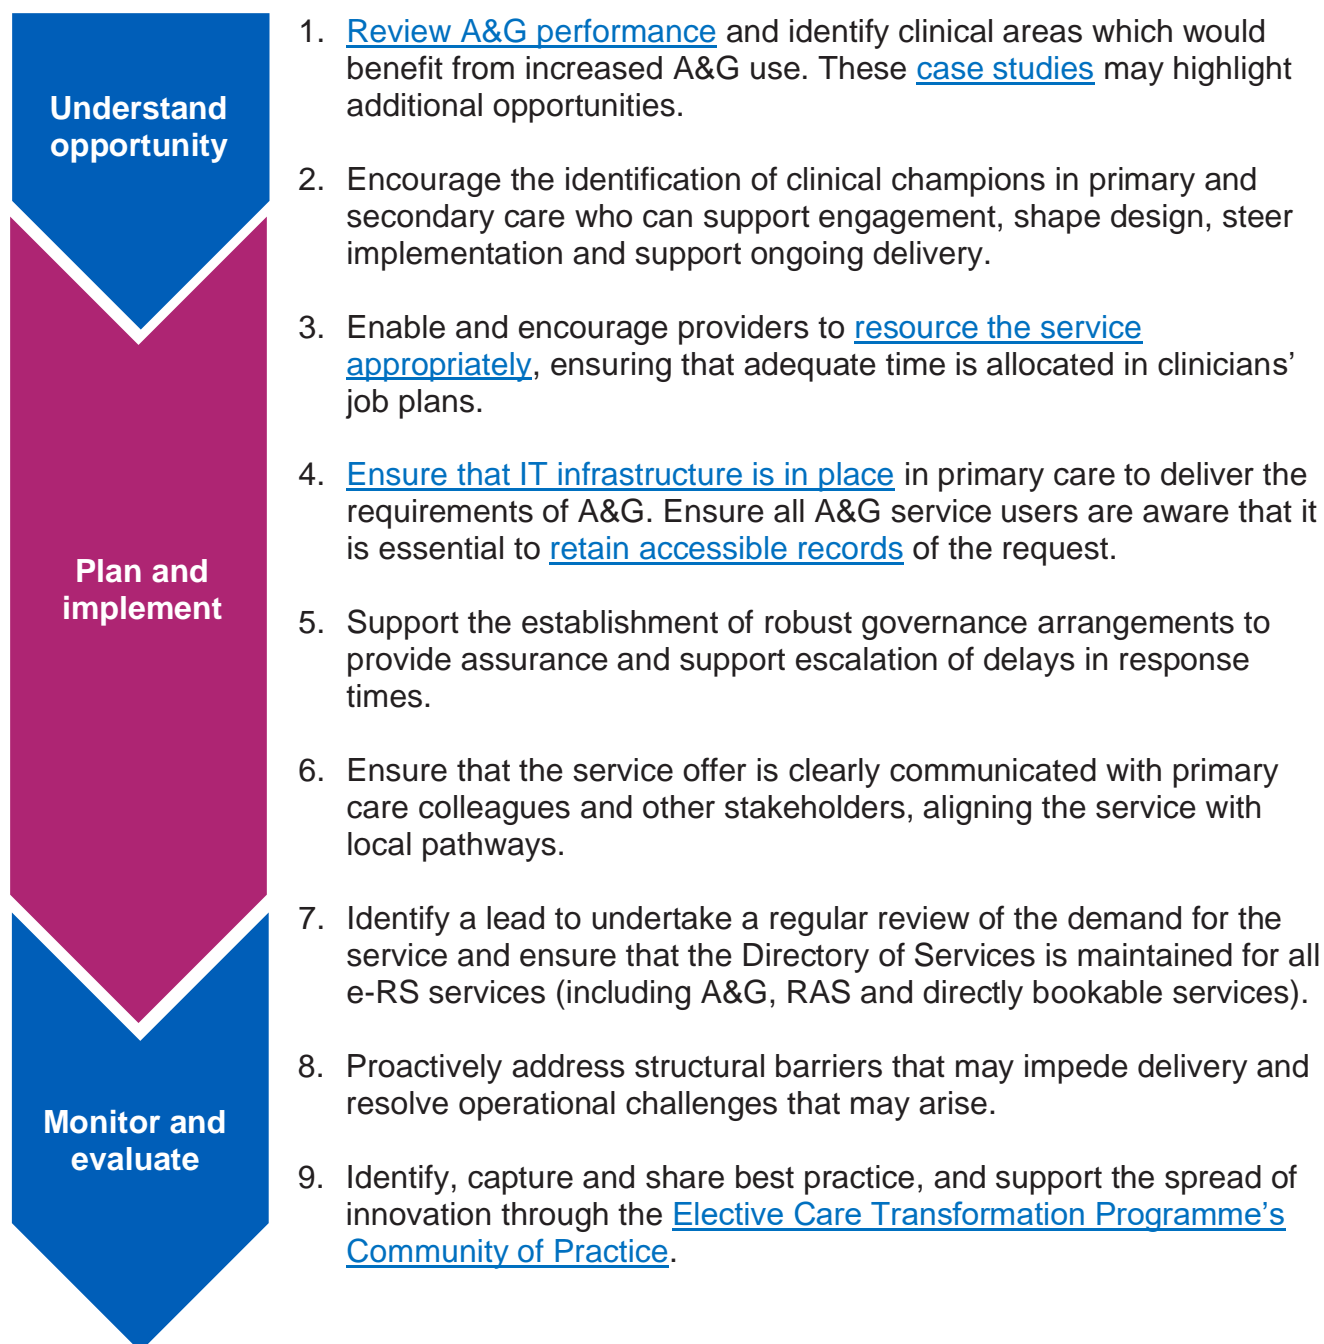 Understand
opportunity
1. Review A&G performance and identify clinical areas which would
benefit from increased A&G use. These case studies may highlight
additional opportunities.
2. Encourage the identification of clinical champions in primary and
secondary care who can support engagement, shape design, steer
implementation and support ongoing delivery.
Plan and
implement
3. Enable and encourage providers to resource the service
appropriately, ensuring that adequate time is allocated in clinicians’
job plans.
4. Ensure that IT infrastructure is in place in primary care to deliver the
requirements of A&G. Ensure all A&G service users are aware that it
is essential to retain accessible records of the request.
5. Support the establishment of robust governance arrangements to
provide assurance and support escalation of delays in response
times.
6. Ensure that the service offer is clearly communicated with primary
care colleagues and other stakeholders, aligning the service with
local pathways.
Monitor and
evaluate
7. Identify a lead to undertake a regular review of the demand for the
service and ensure that the Directory of Services is maintained for all
e-RS services (including A&G, RAS and directly bookable services).
8. Proactively address structural barriers that may impede delivery and
resolve operational challenges that may arise.
9. Identify, capture and share best practice, and support the spread of
innovation through the Elective Care Transformation Programme’s
Community of Practice.